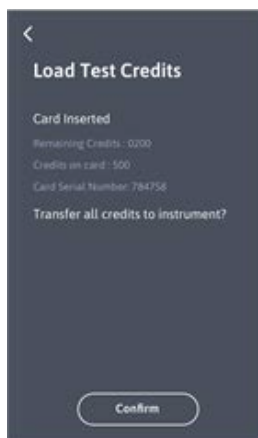 Load Test Credits
Card Inserted
Remaining Credits : 0200
Credits on card : 500
Card Serial Number: 784758
Transfer all credits to instrument?
Confirm